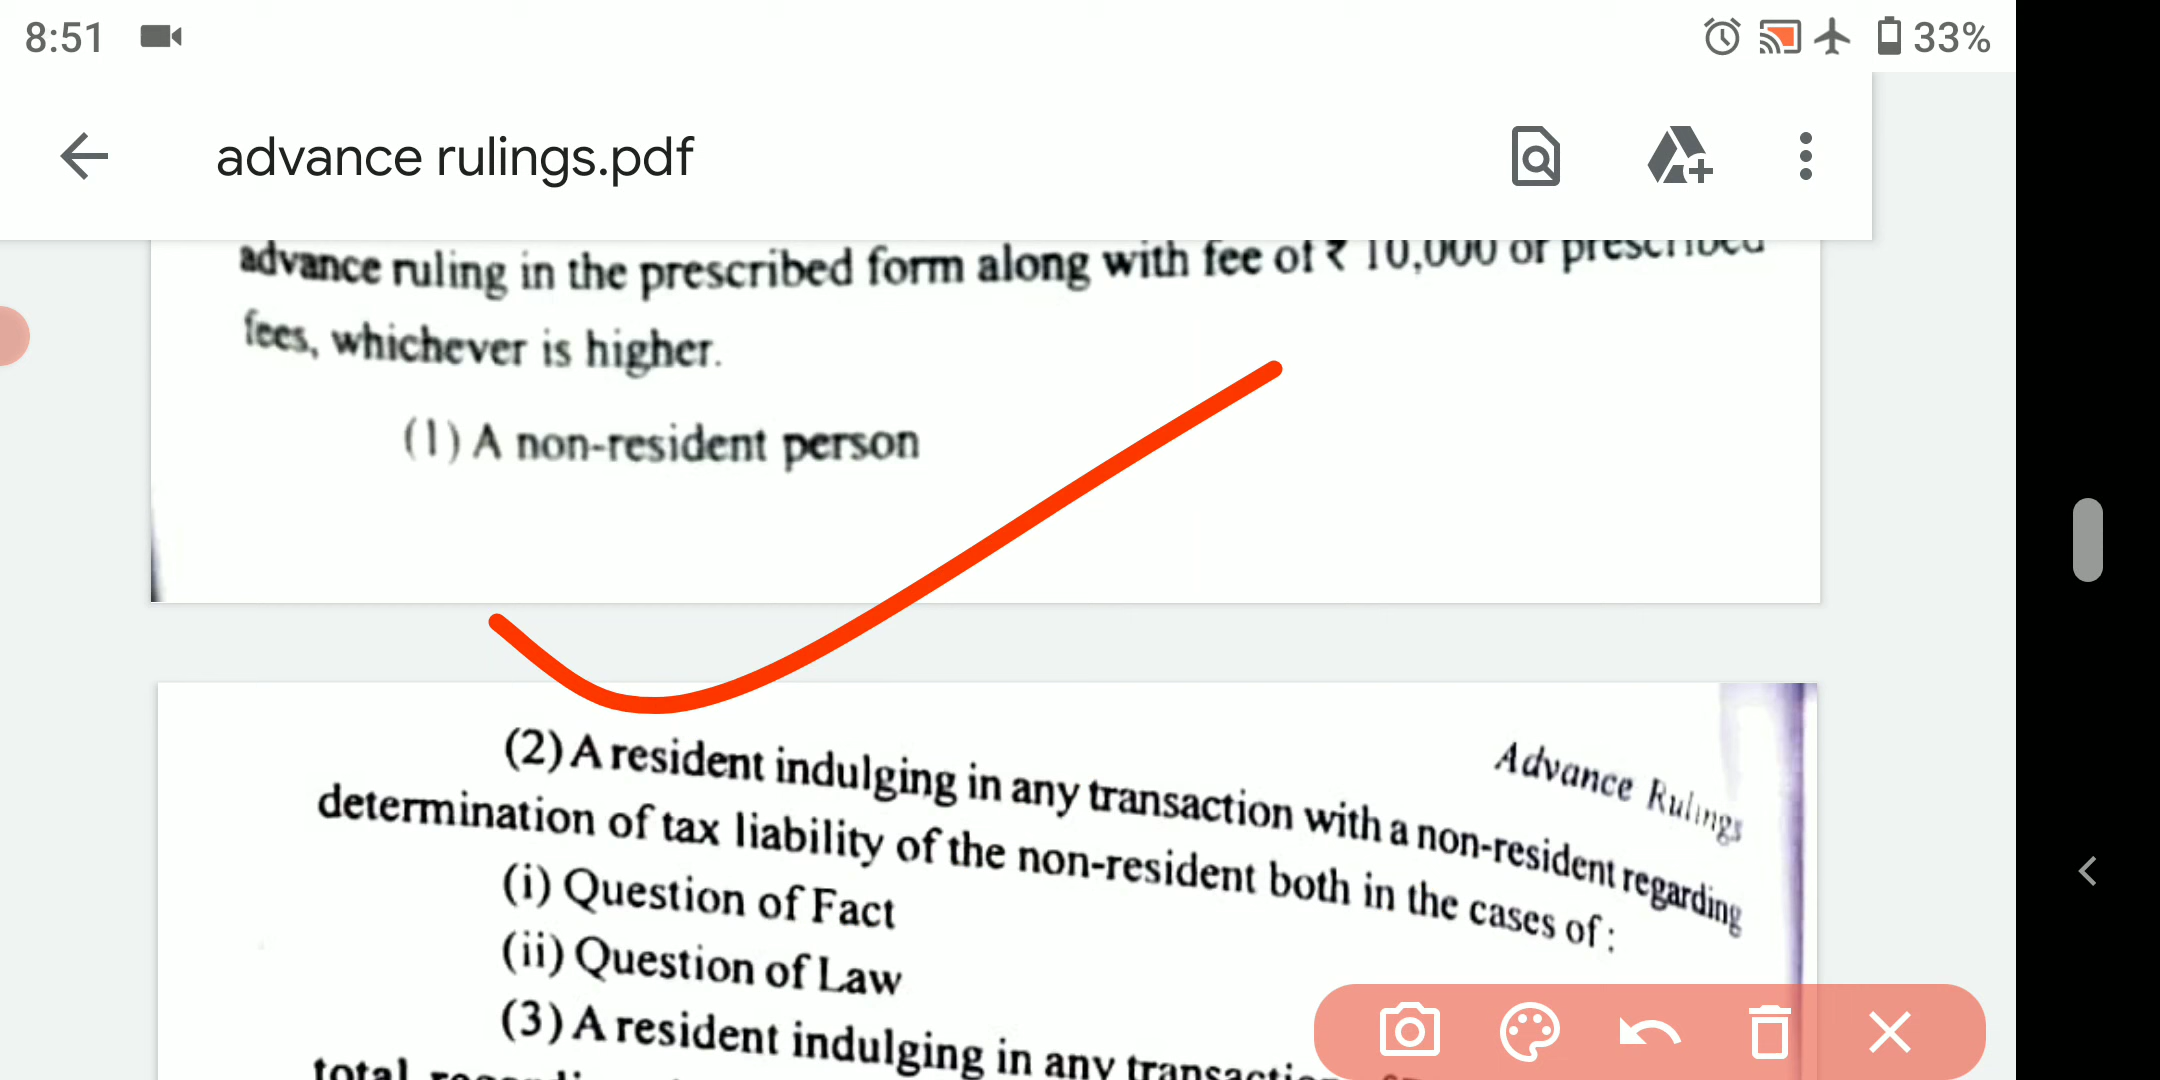 8:51
33%
advance rulings.pdf
advance ruling in the prescribed form along with fee of ₹ 10,000 or prescribed
fees, whichever is higher.
(1) A non-resident person
Advance Rulings
(2) A resident indulging in any transaction with a non-resident regarding
determination of tax liability of the non-resident both in the cases of :
(i) Question of Fact
(ii) Question of Law
(3) A resident indulging in any
total